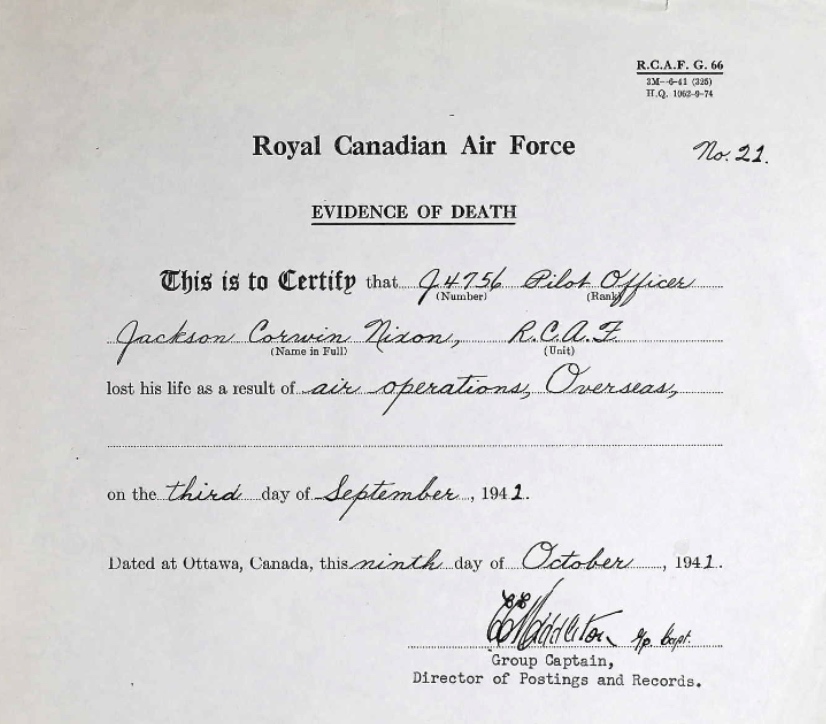 R.C.A.F. G. 66
3M--6-41 (325)
H.Q. 1062-9-74
Royal Canadian Air Force
No. 21.
EVIDENCE OF DEATH
This is to Certify that J4756 Pilot Officer
(Number) (Rank)
Jackson Corwin Nixon, R.C.A.F
(Name in Full) (Unit)
lost his life as a result of air operations, Overseas,
on the third day of September, 1941.
Dated at Ottawa, Canada, this ninth day of October, 1941.
Middleton G/p. Capt.
Group Captain,
Director of Postings and Records.